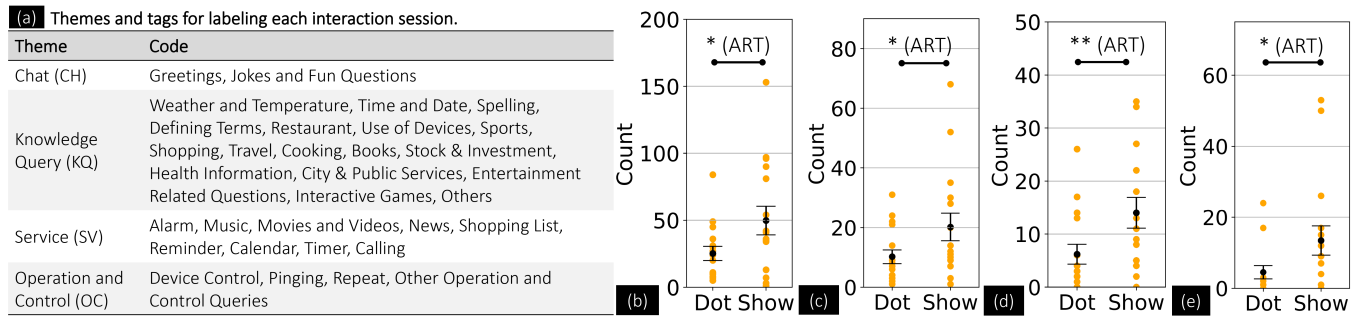 (a) Themes and tags for labeling each interaction session.
Theme Code
Chat (CH) Greetings, Jokes and Fun Questions
Knowledge Query (KQ)
Weather and Temperature, Time and Date, Spelling,
Defining Terms, Restaurant, Use of Devices, Sports,
Shopping, Travel, Cooking, Books, Stock & Investment,
Health Information, City & Public Services, Entertainment
Related Questions, Interactive Games, Others
Service (SV)
Alarm, Music, Movies and Videos, News, Shopping List,
Reminder, Calendar, Timer, Calling
Operation and
Control (OC)
Device Control, Pinging, Repeat, Other Operation and
Control Queries
(b)
Count
200
150
100
50
0
* (ART)
Dot Show
(c)
Count
80
60
40
20
0
* (ART)
Dot Show
(d)
Count
50
40
30
20
10
0
** (ART)
Dot Show
(e)
Count
60
40
20
0
* (ART)
Dot Show